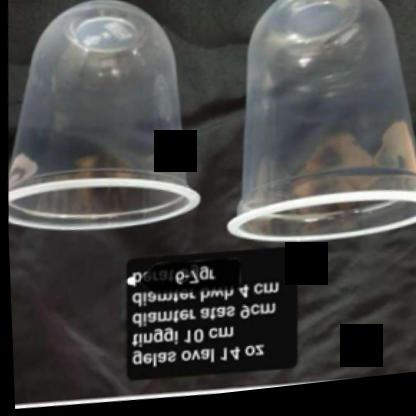 gelas oval 14 oz
tinggi 10 cm
diamter atas 9cm
diamter bwh 4 cm
berat 6-7gr